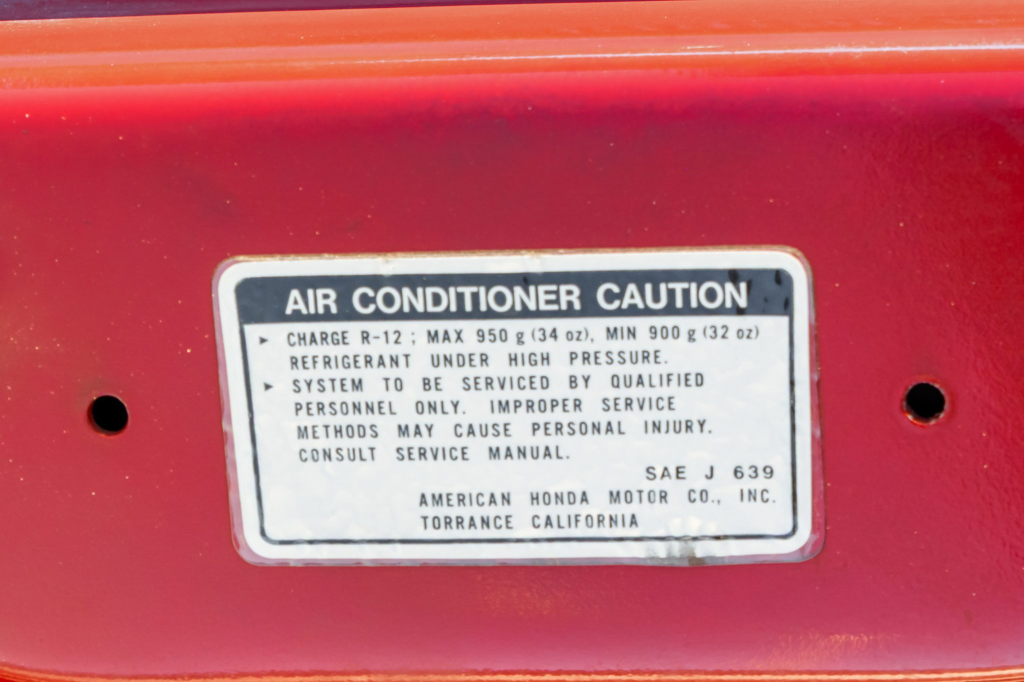 AIR CONDITIONER CAUTION
► CHARGE R-12 ; MAX 950 g (34 oz), MIN 900 g (32 oz)
REFRIGERANT UNDER HIGH PRESSURE.
► SYSTEM TO BE SERVICED BY QUALIFIED
PERSONNEL ONLY. IMPROPER SERVICE
METHODS MAY CAUSE PERSONAL INJURY.
CONSULT SERVICE MANUAL.
SAE J 639
AMERICAN HONDA MOTOR CO., INC.
TORRANCE CALIFORNIA